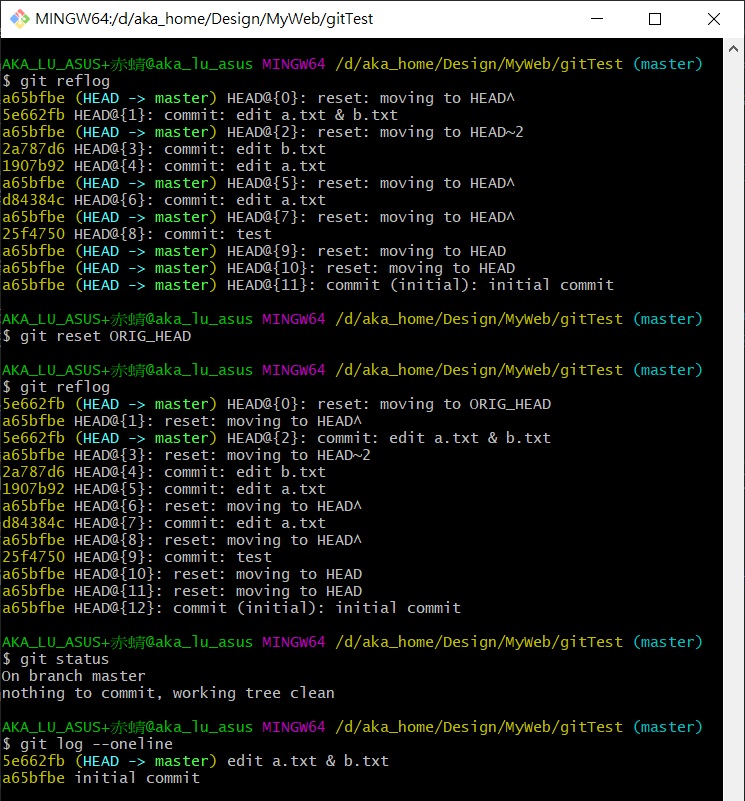 MINGW64:/d/aka_home/Design/MyWeb/gitTest
AKA_LU_ASUS+赤蜻@aka_lu_asus MINGW64 /d/aka_home/Design/MyWeb/gitTest (master)
$ git reflog
a65bfbe (HEAD -> master) HEAD@{0}: reset: moving to HEAD^
5e662fb HEAD@{1}: commit: edit a.txt & b.txt
a65bfbe (HEAD -> master) HEAD@{2}: reset: moving to HEAD~2
2a787d6 HEAD@{3}: commit: edit b.txt
1907b92 HEAD@{4}: commit: edit a.txt
a65bfbe (HEAD -> master) HEAD@{5}: reset: moving to HEAD^
d84384c HEAD@{6}: commit: edit a.txt
a65bfbe (HEAD -> master) HEAD@{7}: reset: moving to HEAD^
25f4750 HEAD@{8}: commit: test
a65bfbe (HEAD -> master) HEAD@{9}: reset: moving to HEAD
a65bfbe (HEAD -> master) HEAD@{10}: reset: moving to HEAD
a65bfbe (HEAD -> master) HEAD@{11}: commit (initial): initial commit
AKA_LU_ASUS+赤蜻@aka_lu_asus MINGW64 /d/aka_home/Design/MyWeb/gitTest (master)
$ git reset ORIG_HEAD
AKA_LU_ASUS+赤蜻@aka_lu_asus MINGW64 /d/aka_home/Design/MyWeb/gitTest (master)
$ git reflog
5e662fb (HEAD -> master) HEAD@{0}: reset: moving to ORIG_HEAD
a65bfbe HEAD@{1}: reset: moving to HEAD^
5e662fb (HEAD -> master) HEAD@{2}: commit: edit a.txt & b.txt
a65bfbe HEAD@{3}: reset: moving to HEAD~2
2a787d6 HEAD@{4}: commit: edit b.txt
1907b92 HEAD@{5}: commit: edit a.txt
a65bfbe HEAD@{6}: reset: moving to HEAD^
d84384c HEAD@{7}: commit: edit a.txt
a65bfbe HEAD@{8}: reset: moving to HEAD^
25f4750 HEAD@{9}: commit: test
a65bfbe HEAD@{10}: reset: moving to HEAD
a65bfbe HEAD@{11}: reset: moving to HEAD
a65bfbe HEAD@{12}: commit (initial): initial commit
AKA_LU_ASUS+赤蜻@aka_lu_asus MINGW64 /d/aka_home/Design/MyWeb/gitTest (master)
$ git status
On branch master
nothing to commit, working tree clean
AKA_LU_ASUS+赤蜻@aka_lu_asus MINGW64 /d/aka_home/Design/MyWeb/gitTest (master)
$ git log --oneline
5e662fb (HEAD -> master) edit a.txt & b.txt
a65bfbe initial commit